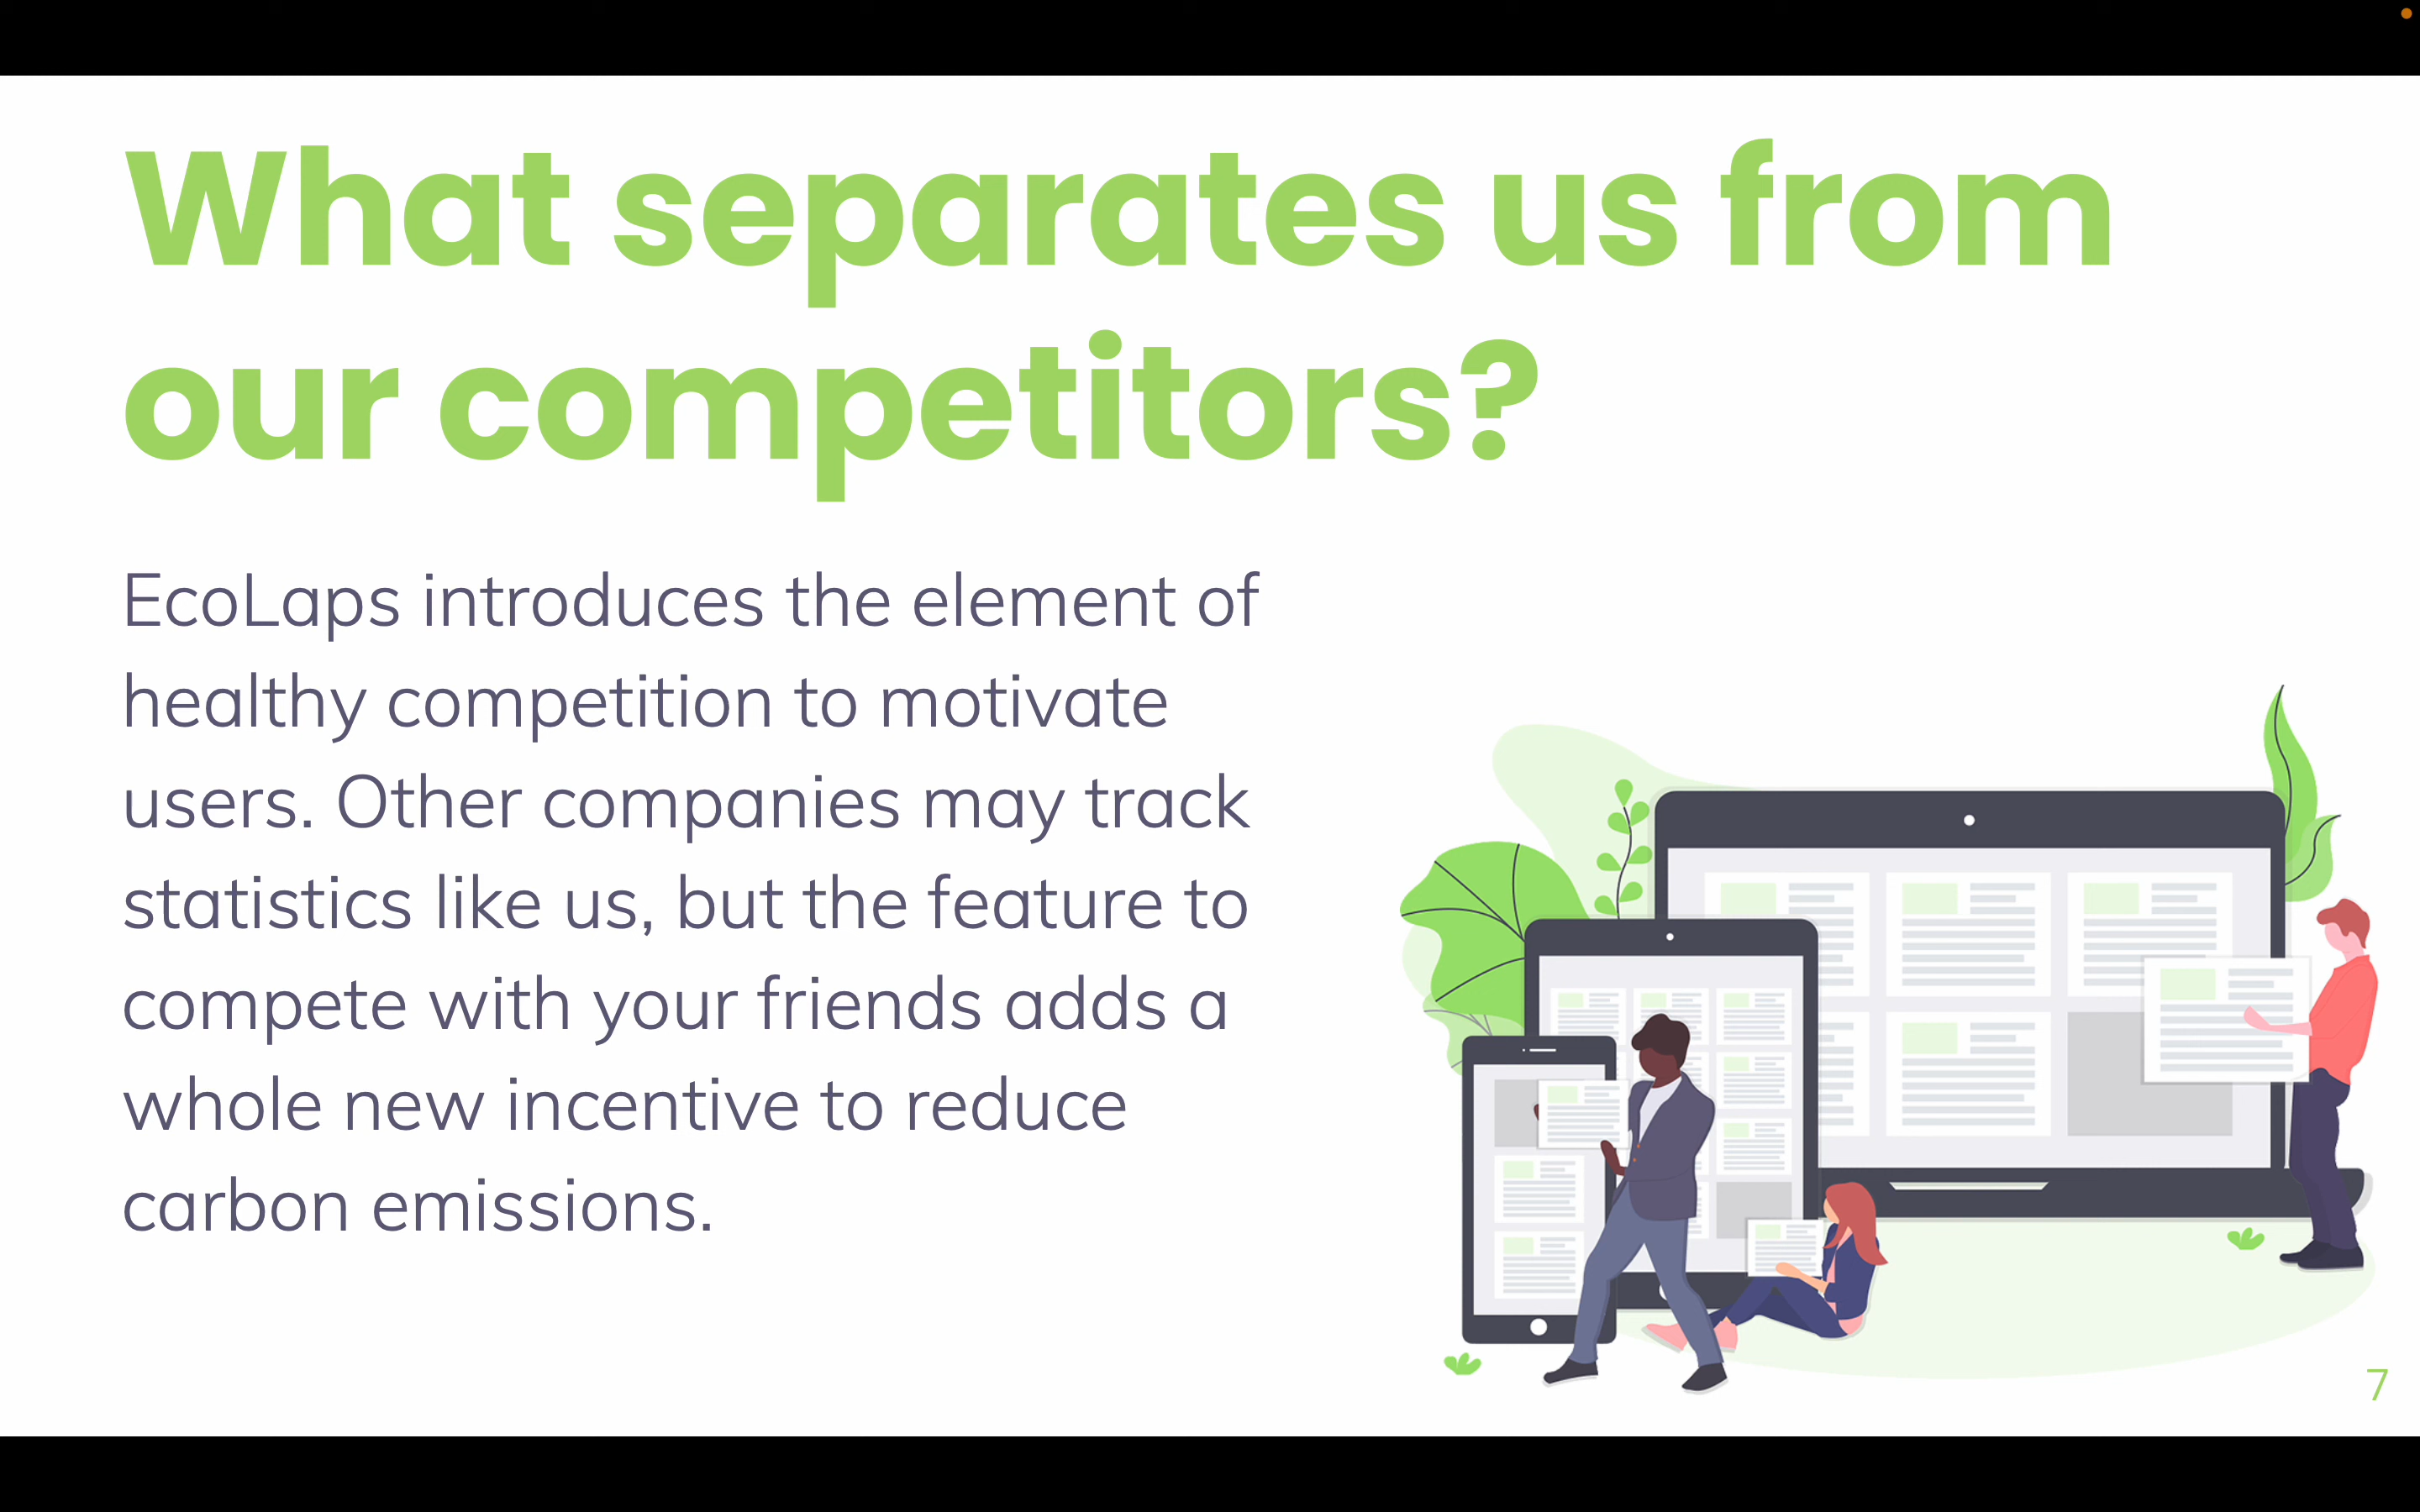 What separates us from
our competitors?
EcoLaps introduces the element of
healthy competition to motivate
users. Other companies may track
statistics like us, but the feature to
compete with your friends adds a
whole new incentive to reduce
carbon emissions.
7